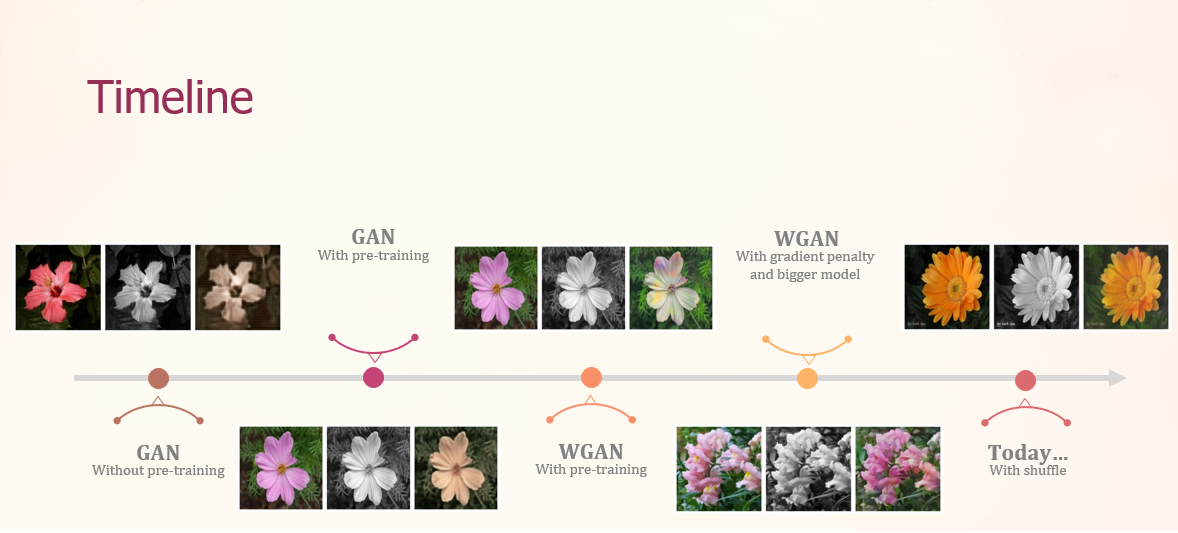 Timeline
GAN
With pre-training
WGAN
With gradient penalty
and bigger model
GAN
Without pre-training
WGAN
With pre-training
Today...
With shuffle